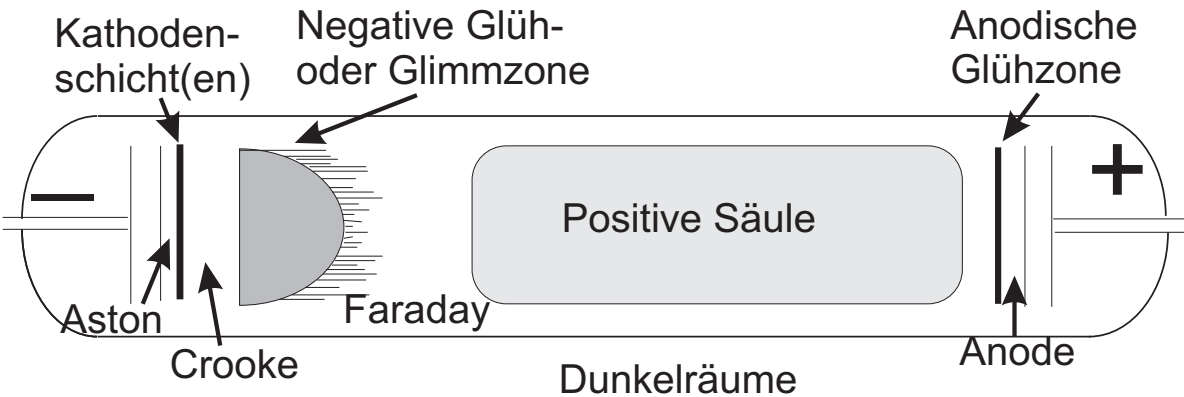 Kathoden-
schicht(en)
Negative Glüh-
oder Glimmzone
Anodische
Glühzone
−
+
Positive Säule
Aston
Crooke
Faraday
Dunkelräume
Anode